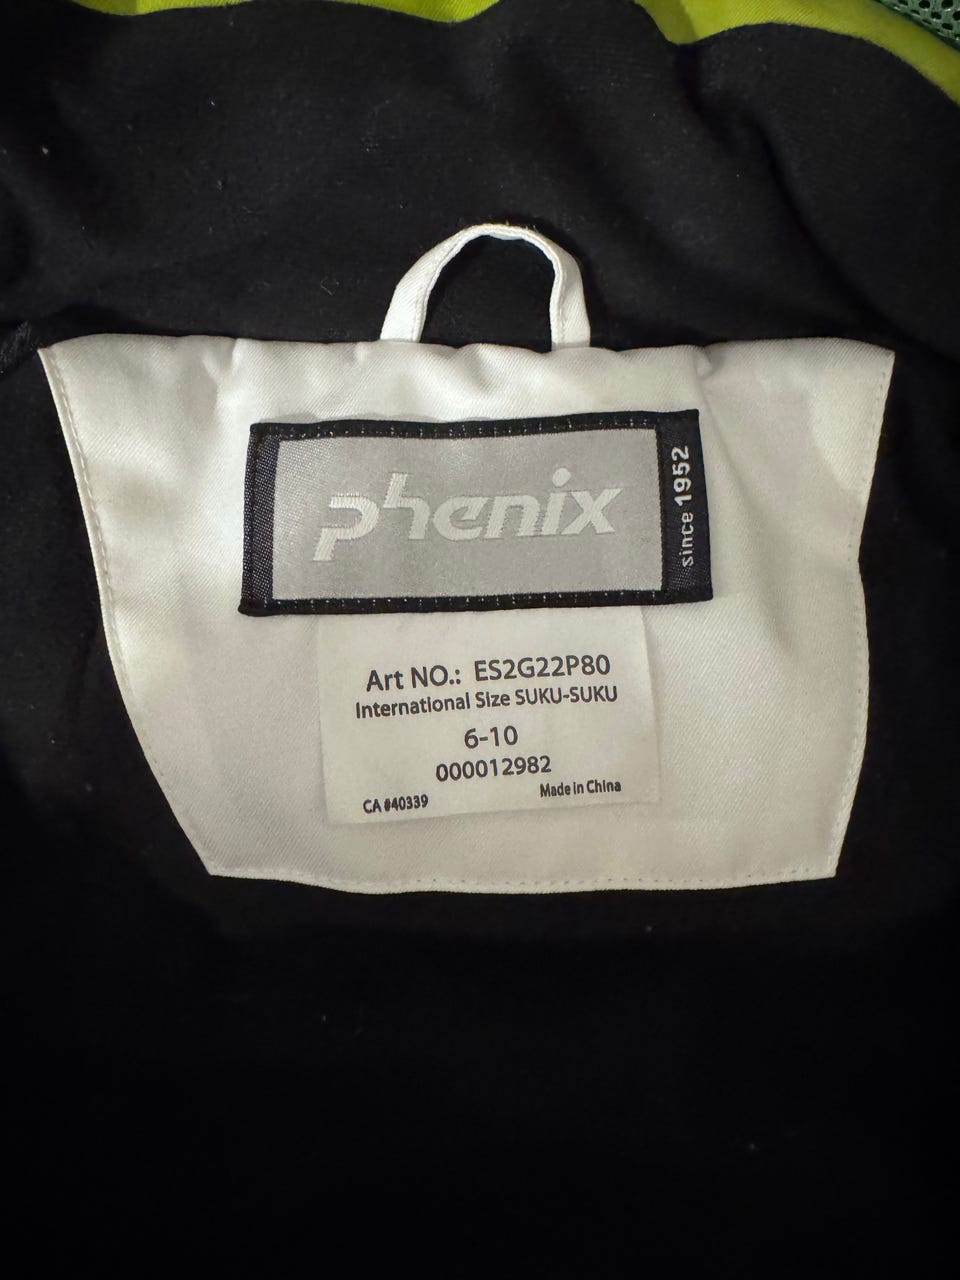 phenix
since 1952
Art NO.: ES2G22P80
International Size SUKU-SUKU
6-10
000012982
CA #40339 Made in China